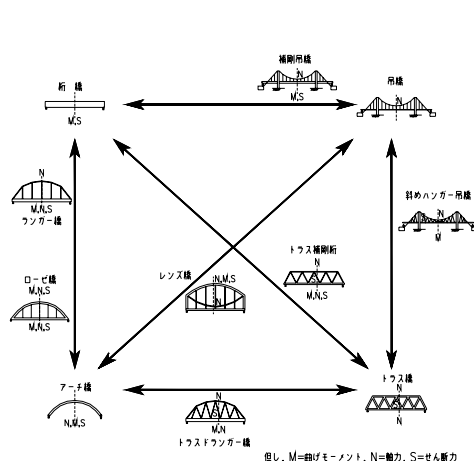 補剛吊橋
N
M,S
吊橋
N
桁 橋
M,S
N
M,N,S
ランガー橋
斜めハンガー吊橋
S
N
M
ローゼ橋
M,N,S
M,N,S
レンズ橋
N,M,S
N
トラス補剛桁
N
S
M,N,S
アーチ橋
N
N,M,S
N
S
M,N
トラスドランガー橋
トラス橋
N
S
N
但し、M=曲げモーメント、N=軸力、S=せん断力